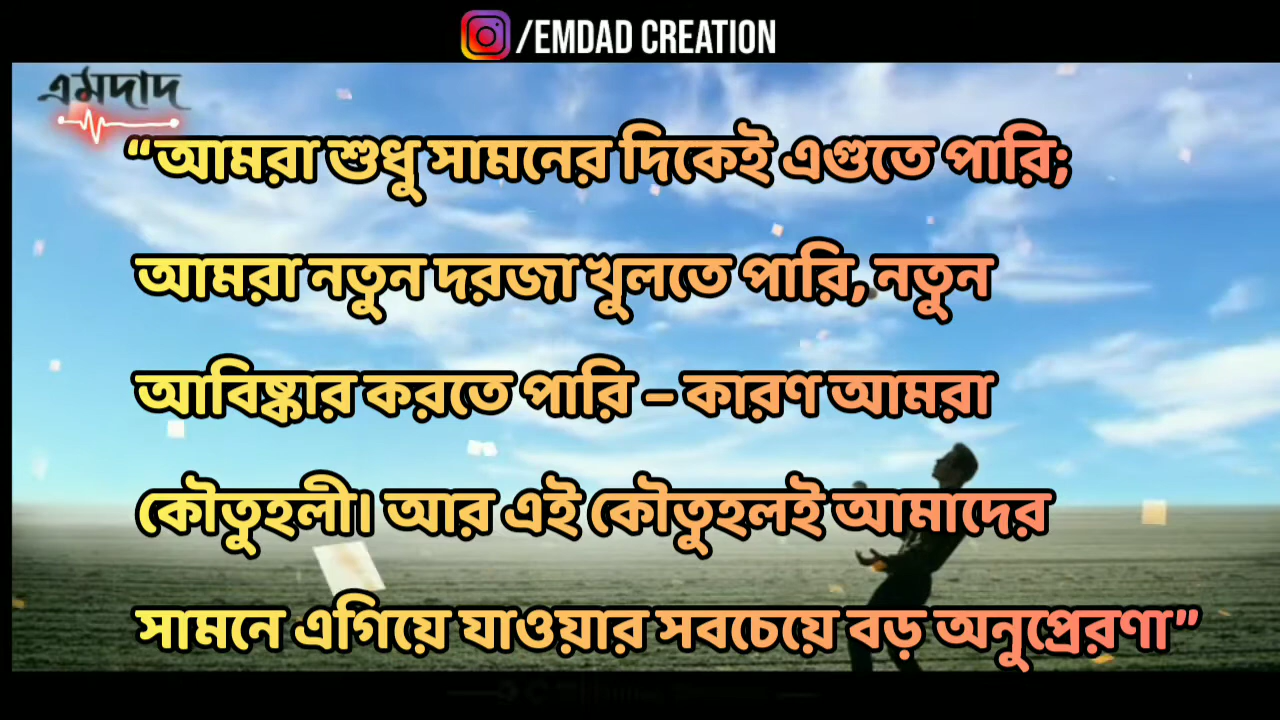 /EMDAD CREATION
এমদাদ
“আমরা শুধু সামনের দিকেই এগুতে পারি;
আমরা নতুন দরজা খুলতে পারি, নতুন
আবিষ্কার করতে পারি – কারণ আমরা
কৌতুহলী। আর এই কৌতুহলই আমাদের
সামনে এগিয়ে যাওয়ার সবচেয়ে বড় অনুপ্রেরণা”